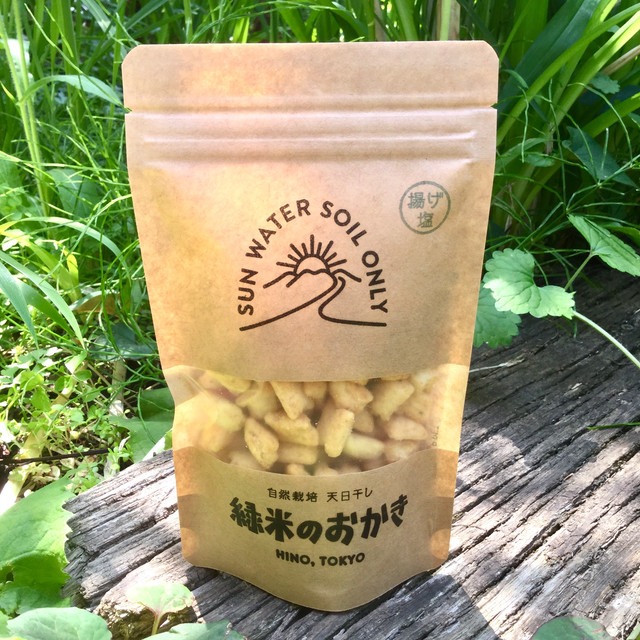 SUN WATER SOIL ONLY
揚げ
塩
自然栽培 天日干し
緑米のおかき
HINO, TOKYO